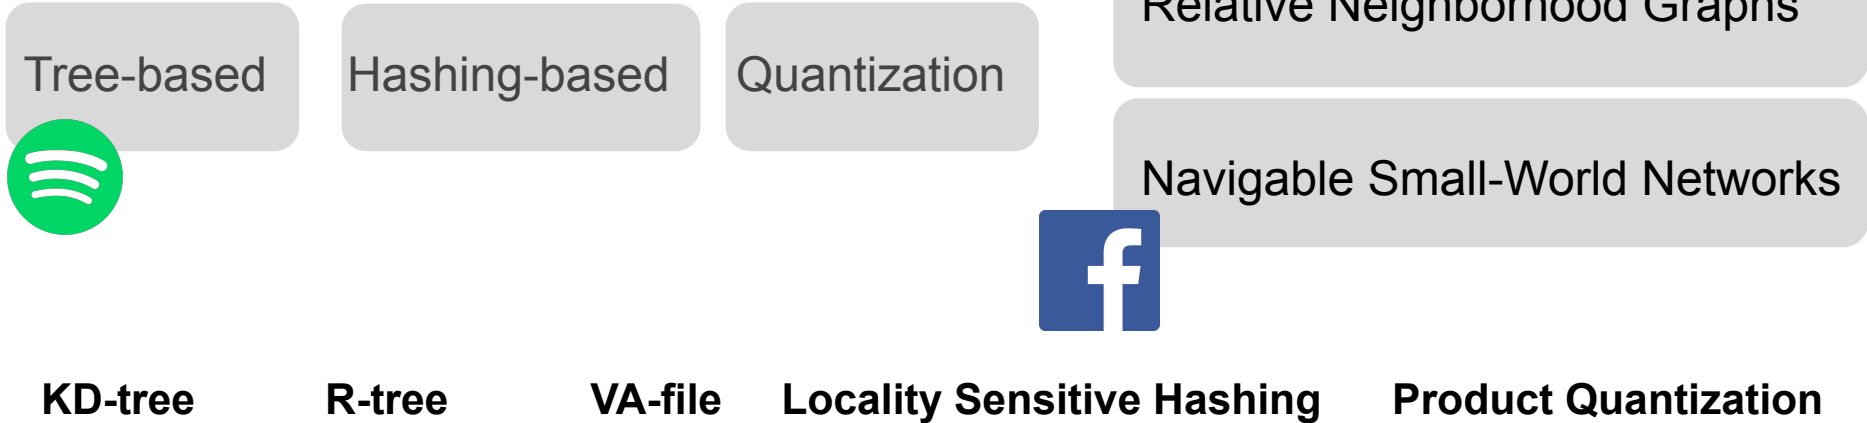 Relative Neighborhood Graphs
Tree-based
Hashing-based
Quantization
Navigable Small-World Networks
KD-tree
R-tree
VA-file
Locality Sensitive Hashing
Product Quantization